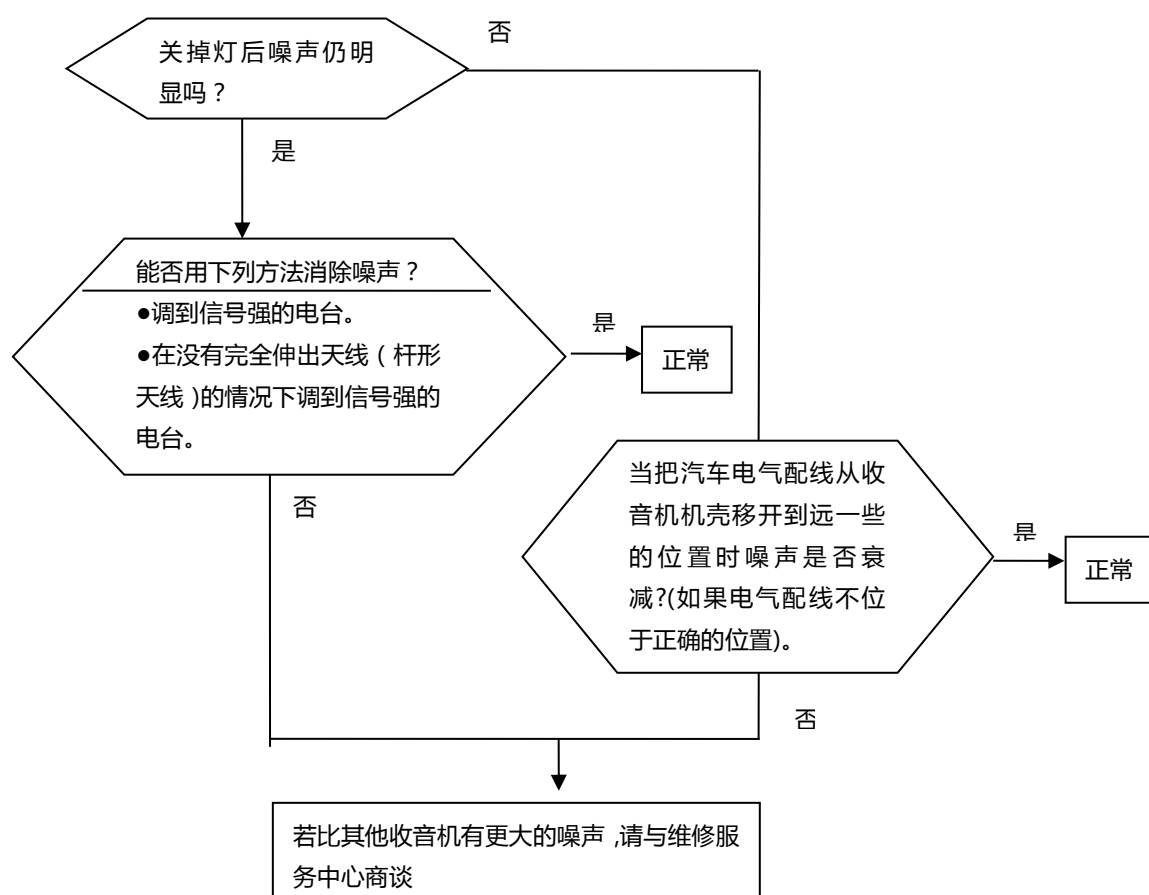 否
关掉灯后噪声仍明
显吗？
是
能否用下列方法消除噪声？
●调到信号强的电台。
●在没有完全伸出天线（杆形
天线）的情况下调到信号强的
电台。
是
正常
否
当把汽车电气配线从收
音机机壳移开到远一些
的位置时噪声是否衰
减?(如果电气配线不位
于正确的位置)。
是
正常
否
若比其他收音机有更大的噪声,请与维修服
务中心商谈